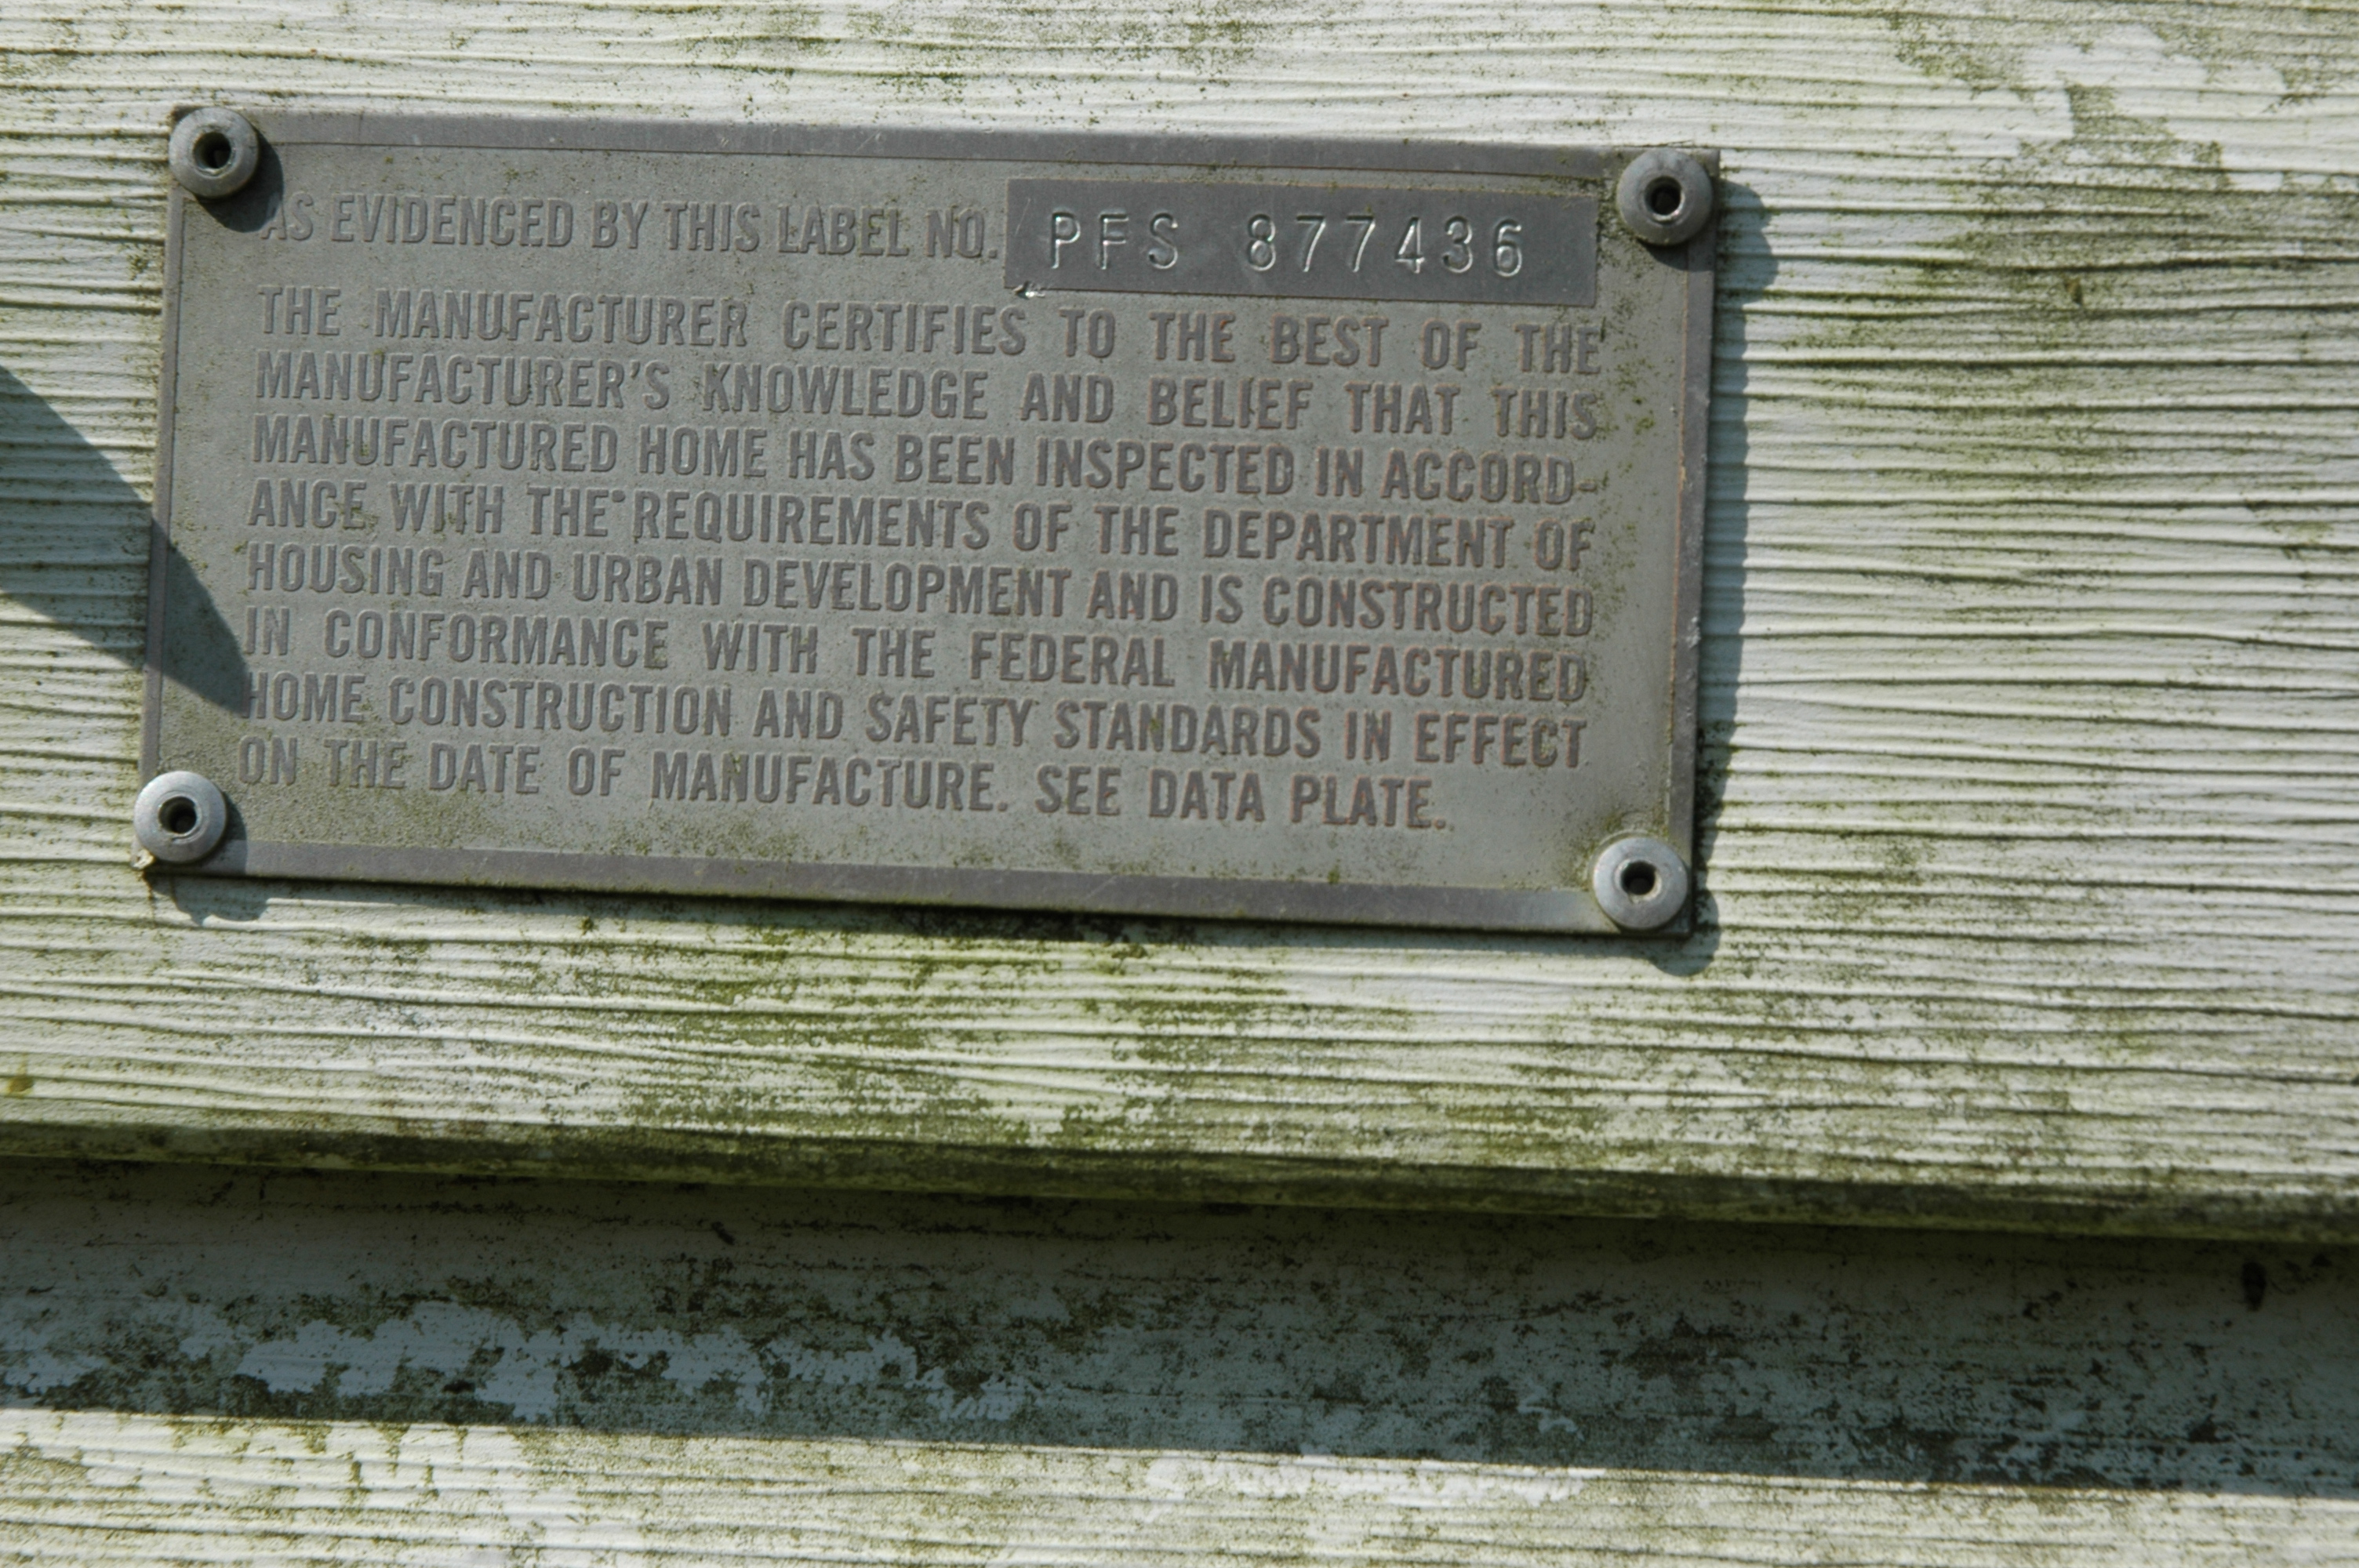 AS EVIDENCED BY THIS LABEL NO. PFS 877436
THE MANUFACTURER CERTIFIES TO THE BEST OF THE
MANUFACTURER'S KNOWLEDGE AND BELIEF THAT THIS
MANUFACTURED HOME HAS BEEN INSPECTED IN ACCORD-
ANCE WITH THE REQUIREMENTS OF THE DEPARTMENT OF
HOUSING AND URBAN DEVELOPMENT AND IS CONSTRUCTED
IN CONFORMANCE WITH THE FEDERAL MANUFACTURED
HOME CONSTRUCTION AND SAFETY STANDARDS IN EFFECT
ON THE DATE OF MANUFACTURE. SEE DATA PLATE.